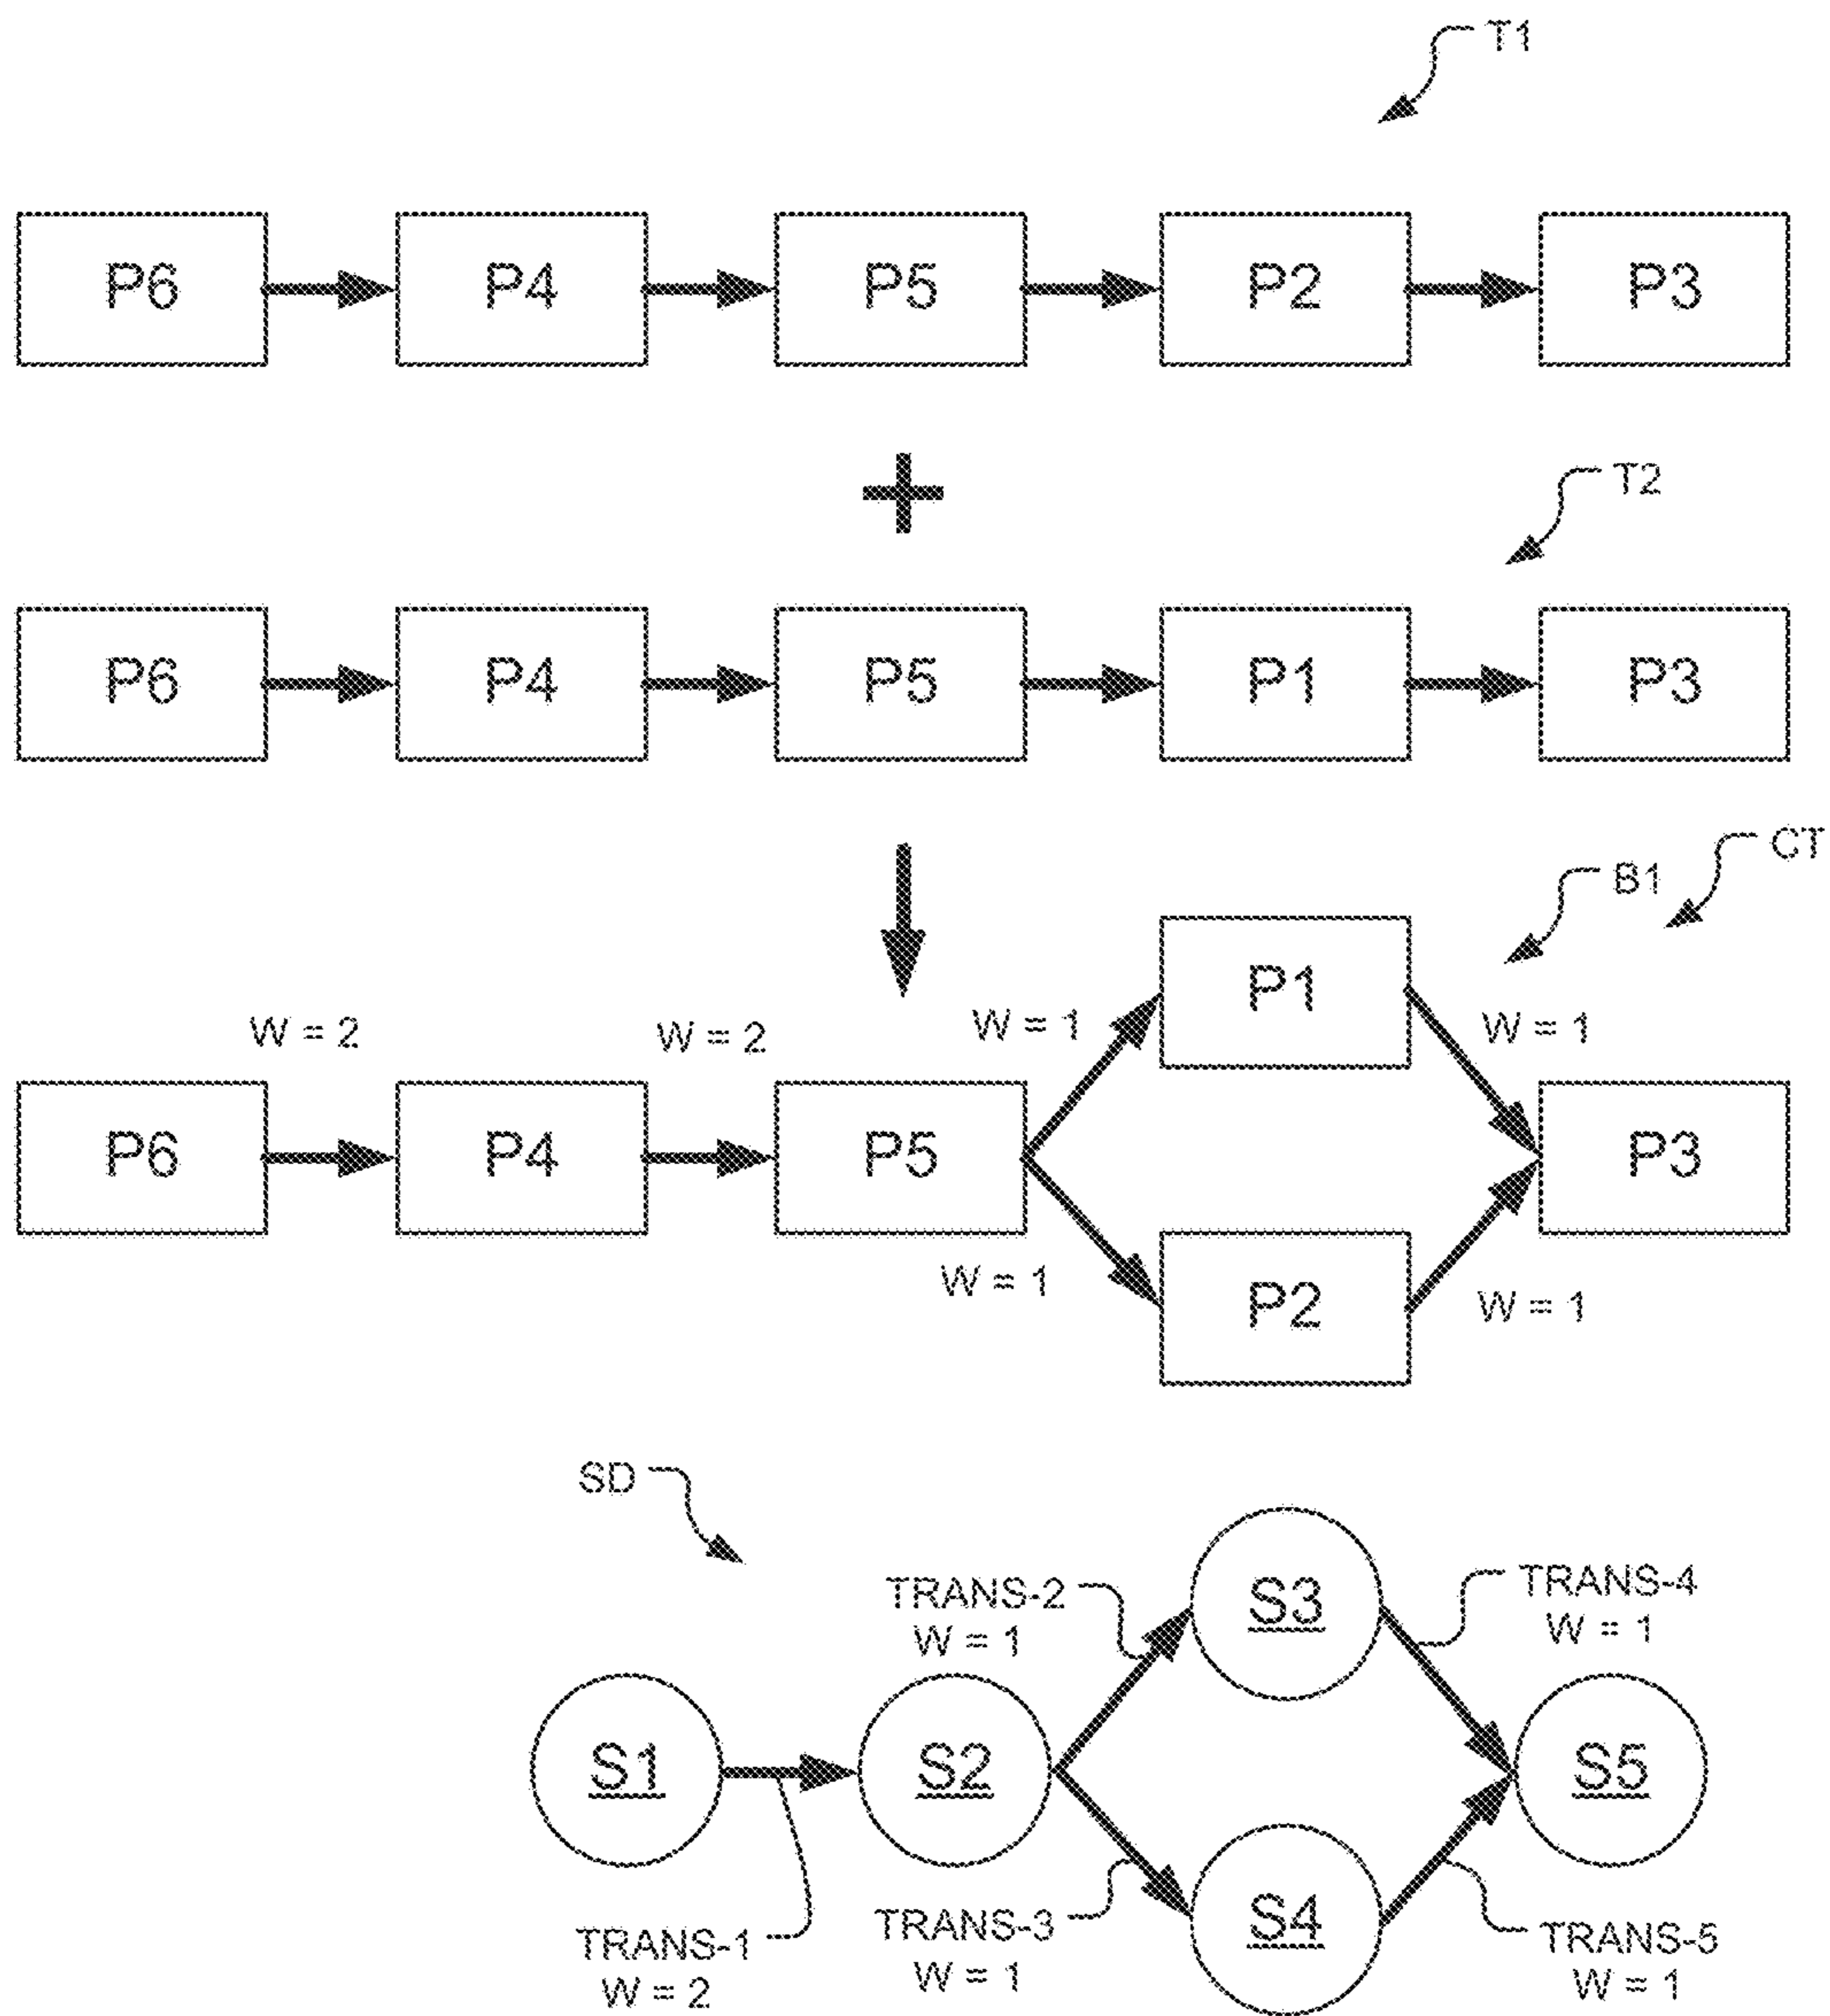 T1
P6 P4 P5 P2 P3
+
T2
P6 P4 P5 P1 P3
CT
B1
P1
W = 2 W = 2 W = 1 W = 1
P6 P4 P5 P3
W = 1 P2 W = 1
SD
TRANS-2 S3 TRANS-4
W = 1 W = 1
S1 S2 S5
TRANS-1 TRANS-3 S4 TRANS-5
W = 2 W = 1 W = 1